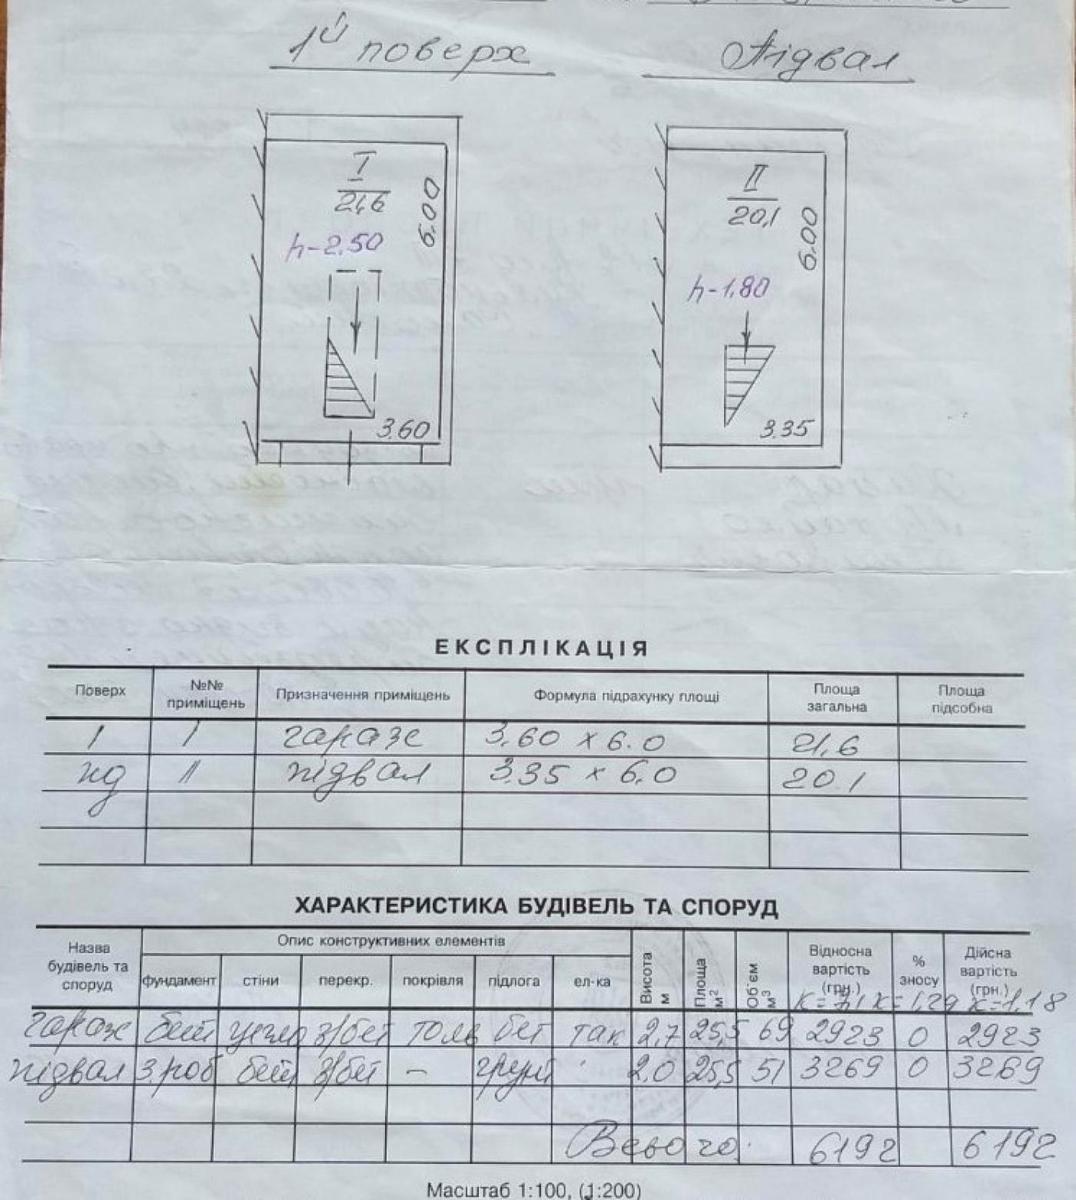 1й поверх
Підвал
I
21,6
6.00
h-2.50
3.60
II
20,1
6.00
h-1.80
3.35
ЕКСПЛІКАЦІЯ
Поверх №№ приміщень Призначення приміщень Формула підрахунку площі Площа загальна Площа підсобна
1 I гараж 3.60 x 6.0 21,6
пд II підвал 3.35 x 6.0 20.1
ХАРАКТЕРИСТИКА БУДІВЕЛЬ ТА СПОРУД
Назва будівель та споруд Опис конструктивних елементів Висота м Площа м2 Об'єм м3 Відносна вартість (грн.) % зносу Дійсна вартість (грн.)
фундамент стіни перекр. покрівля підлога ел-ка
К=1,29 К=1.18
гараж бет цегла з/бет толь бет так 2,7 25,5 69 2923 0 2923
підвал з.роб бет з/бет - грунт 2.0 25,5 51 3269 0 3269
Всього 6192 6192
Масштаб 1:100, (1:200)